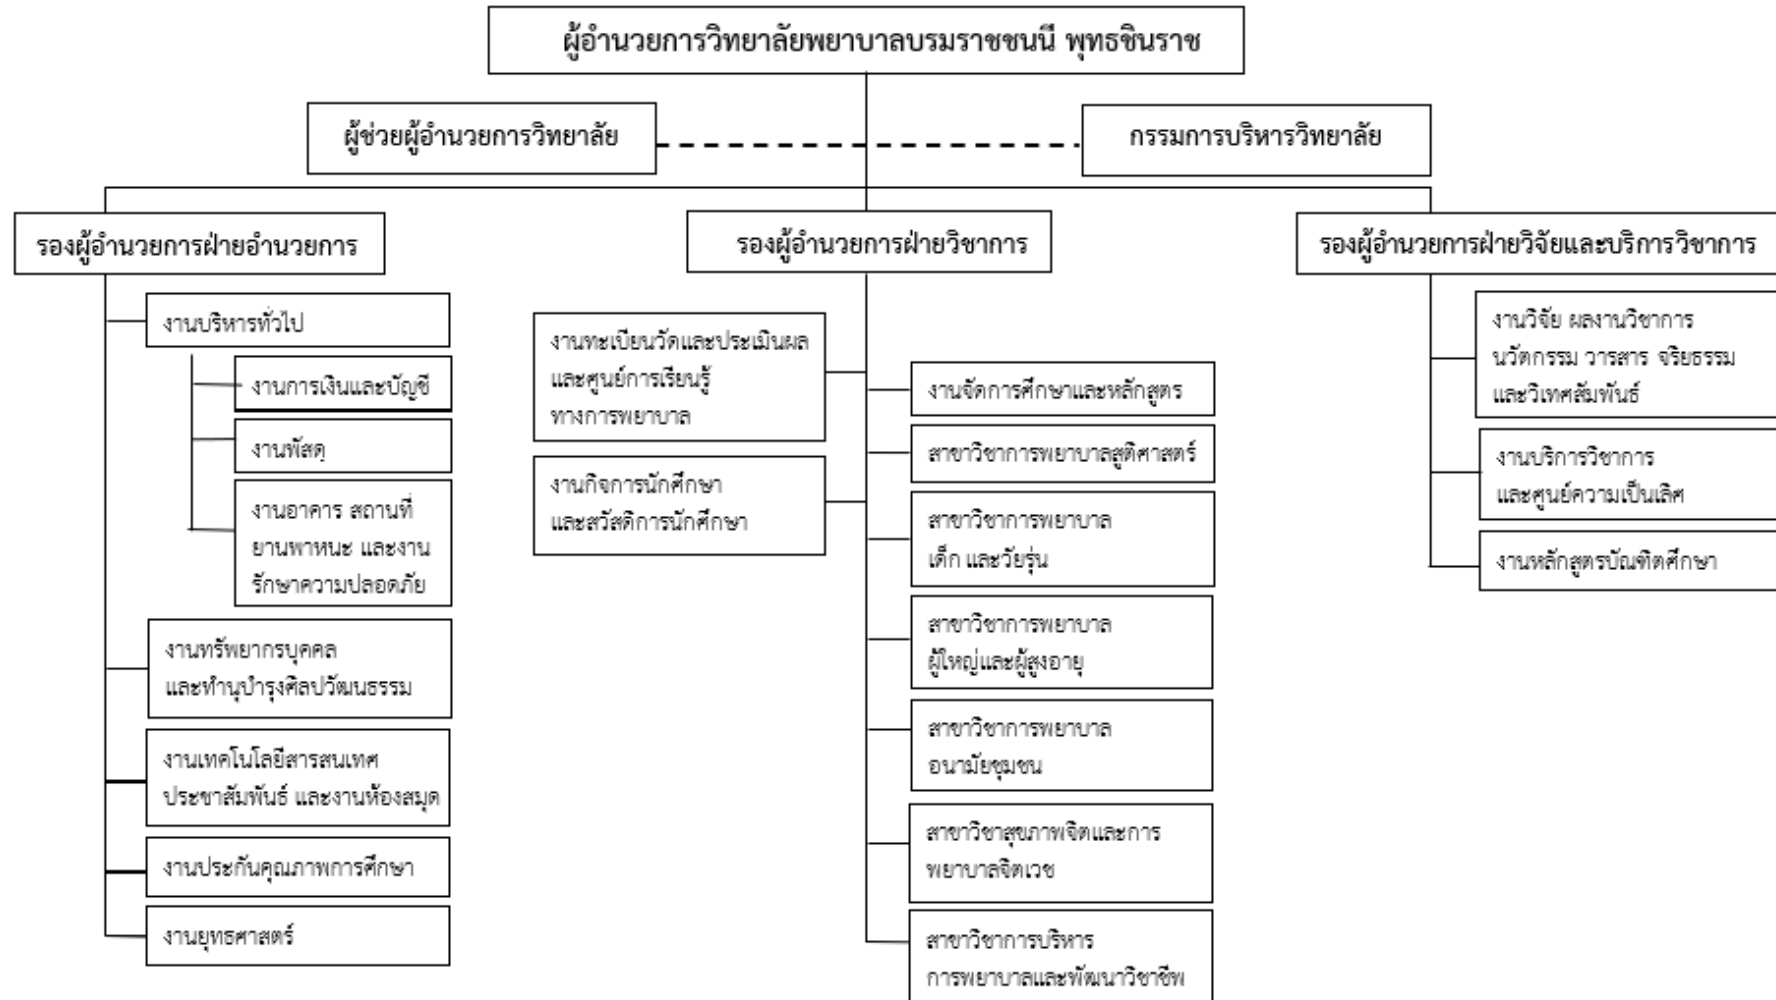 ผู้อำนวยการวิทยาลัยพยาบาลบรมราชชนนี พุทธชินราช
ผู้ช่วยผู้อำนวยการวิทยาลัย
กรรมการบริหารวิทยาลัย
รองผู้อำนวยการฝ่ายอำนวยการ
งานบริหารทั่วไป
งานการเงินและบัญชี
งานพัสดุ
งานอาคาร สถานที่
ยานพาหนะ และงาน
รักษาความปลอดภัย
งานทรัพยากรบุคคล
และทำนุบำรุงศิลปวัฒนธรรม
งานเทคโนโลยีสารสนเทศ
ประชาสัมพันธ์ และงานห้องสมุด
งานประกันคุณภาพการศึกษา
งานยุทธศาสตร์
รองผู้อำนวยการฝ่ายวิชาการ
งานทะเบียนวัดและประเมินผล
และศูนย์การเรียนรู้
ทางการพยาบาล
งานกิจการนักศึกษา
และสวัสดิการนักศึกษา
งานจัดการศึกษาและหลักสูตร
สาขาวิชาการพยาบาลสูติศาสตร์
สาขาวิชาการพยาบาล
เด็ก และวัยรุ่น
สาขาวิชาการพยาบาล
ผู้ใหญ่และผู้สูงอายุ
สาขาวิชาการพยาบาล
อนามัยชุมชน
สาขาวิชาสุขภาพจิตและการ
พยาบาลจิตเวช
สาขาวิชาการบริหาร
การพยาบาลและพัฒนาวิชาชีพ
รองผู้อำนวยการฝ่ายวิจัยและบริการวิชาการ
งานวิจัย ผลงานวิชาการ
นวัตกรรม วารสาร จริยธรรม
และวิเทศสัมพันธ์
งานบริการวิชาการ
และศูนย์ความเป็นเลิศ
งานหลักสูตรบัณฑิตศึกษา